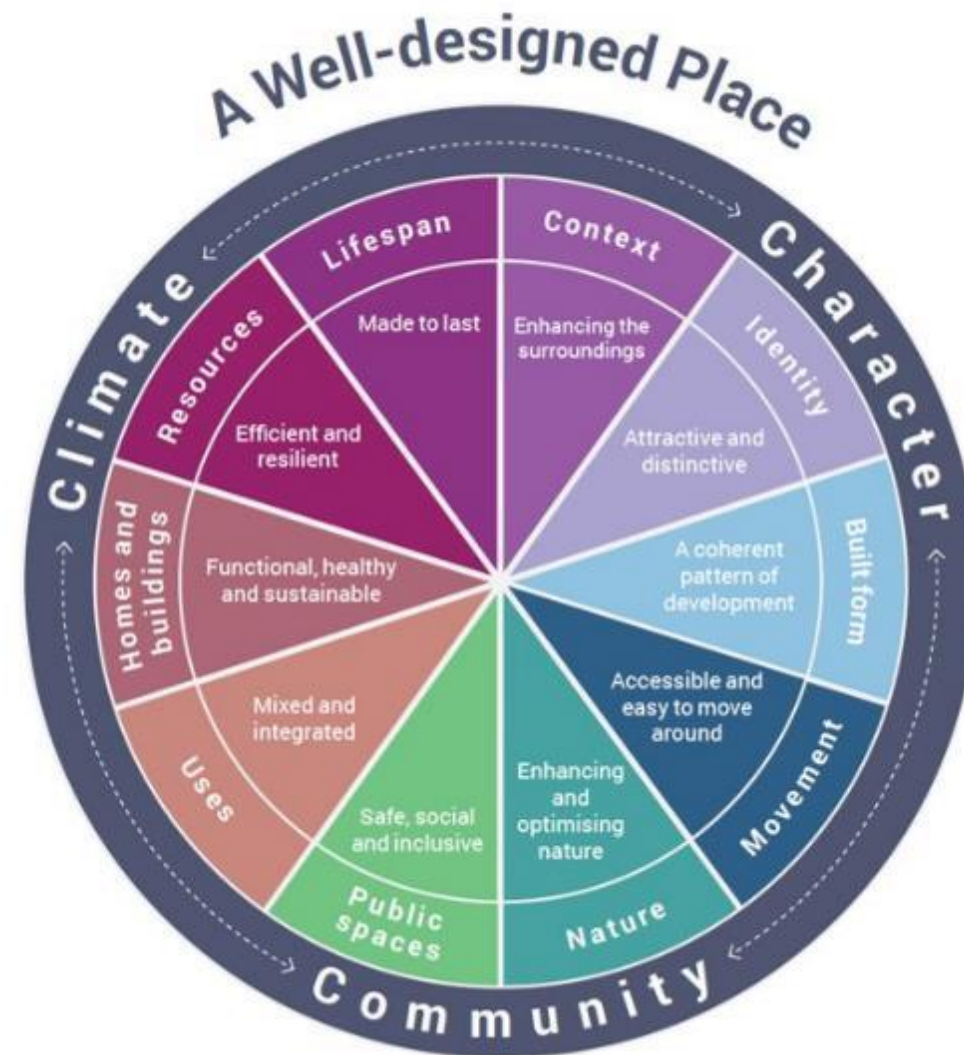 A Well-designed Place
Climate
Character
Community
Context
Enhancing the
surroundings
Identity
Attractive and
distinctive
Built form
A coherent
pattern of
development
Movement
Accessible and
easy to move
around
Nature
Enhancing
and
optimising
nature
Public
spaces
Safe, social
and inclusive
Uses
Mixed and
integrated
Homes and
buildings
Functional, healthy
and sustainable
Resources
Efficient and
resilient
Lifespan
Made to last